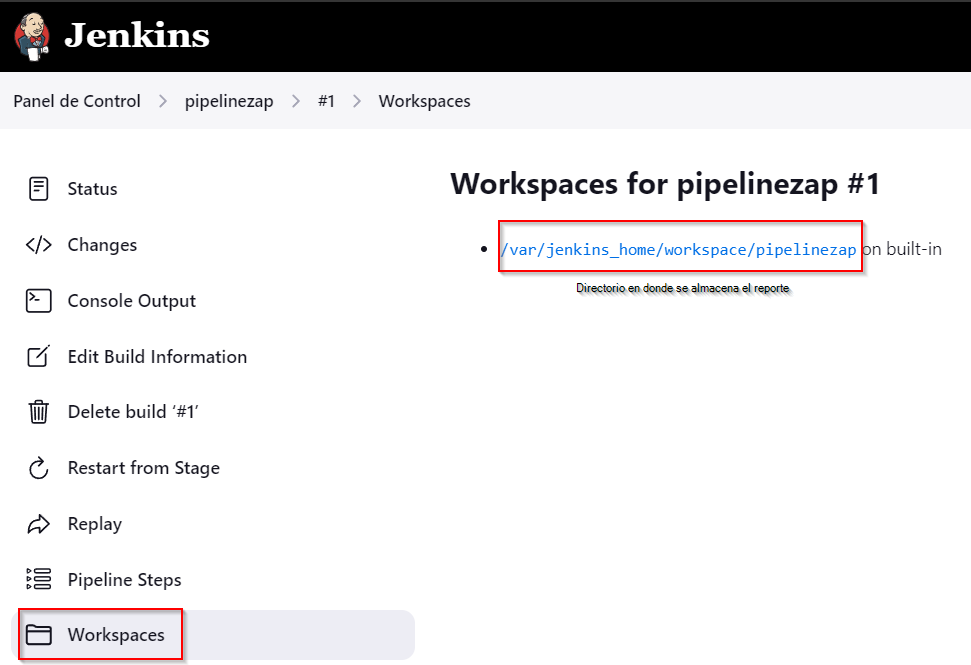 Jenkins
Panel de Control > pipelinezap > #1 > Workspaces
Status
Changes
Console Output
Edit Build Information
Delete build ‘#1’
Restart from Stage
Replay
Pipeline Steps
Workspaces
Workspaces for pipelinezap #1
• /var/jenkins_home/workspace/pipelinezap on built-in
Directorio en donde se almacena el reporte